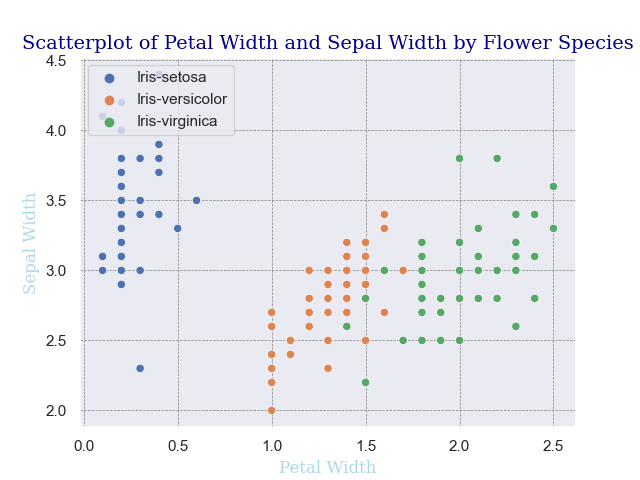 Scatterplot of Petal Width and Sepal Width by Flower Species
4.5
4.0
3.5
3.0
2.5
2.0
Sepal Width
Iris-setosa
Iris-versicolor
Iris-virginica
0.0 0.5 1.0 1.5 2.0 2.5
Petal Width